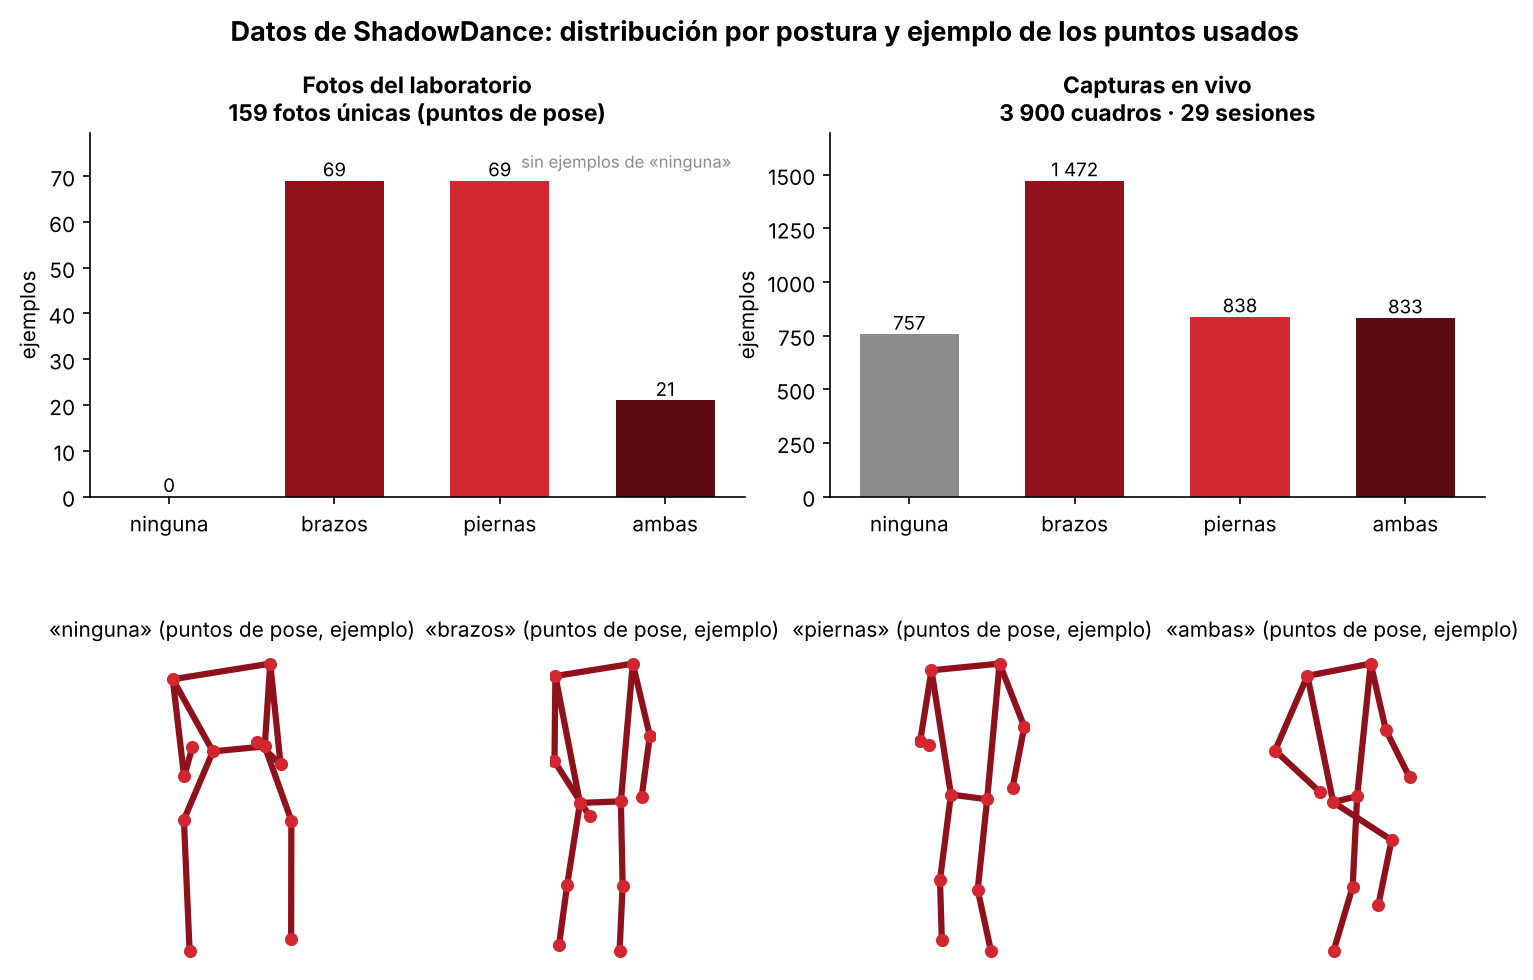 Datos de ShadowDance: distribución por postura y ejemplo de los puntos usados
Fotos del laboratorio
159 fotos únicas (puntos de pose)
sin ejemplos de «ninguna»
ejemplos
70
60
50
40
30
20
10
0
0
69
69
21
ninguna
brazos
piernas
ambas
Capturas en vivo
3 900 cuadros · 29 sesiones
ejemplos
1500
1250
1000
750
500
250
0
757
1 472
838
833
ninguna
brazos
piernas
ambas
«ninguna» (puntos de pose, ejemplo)
«brazos» (puntos de pose, ejemplo)
«piernas» (puntos de pose, ejemplo)
«ambas» (puntos de pose, ejemplo)